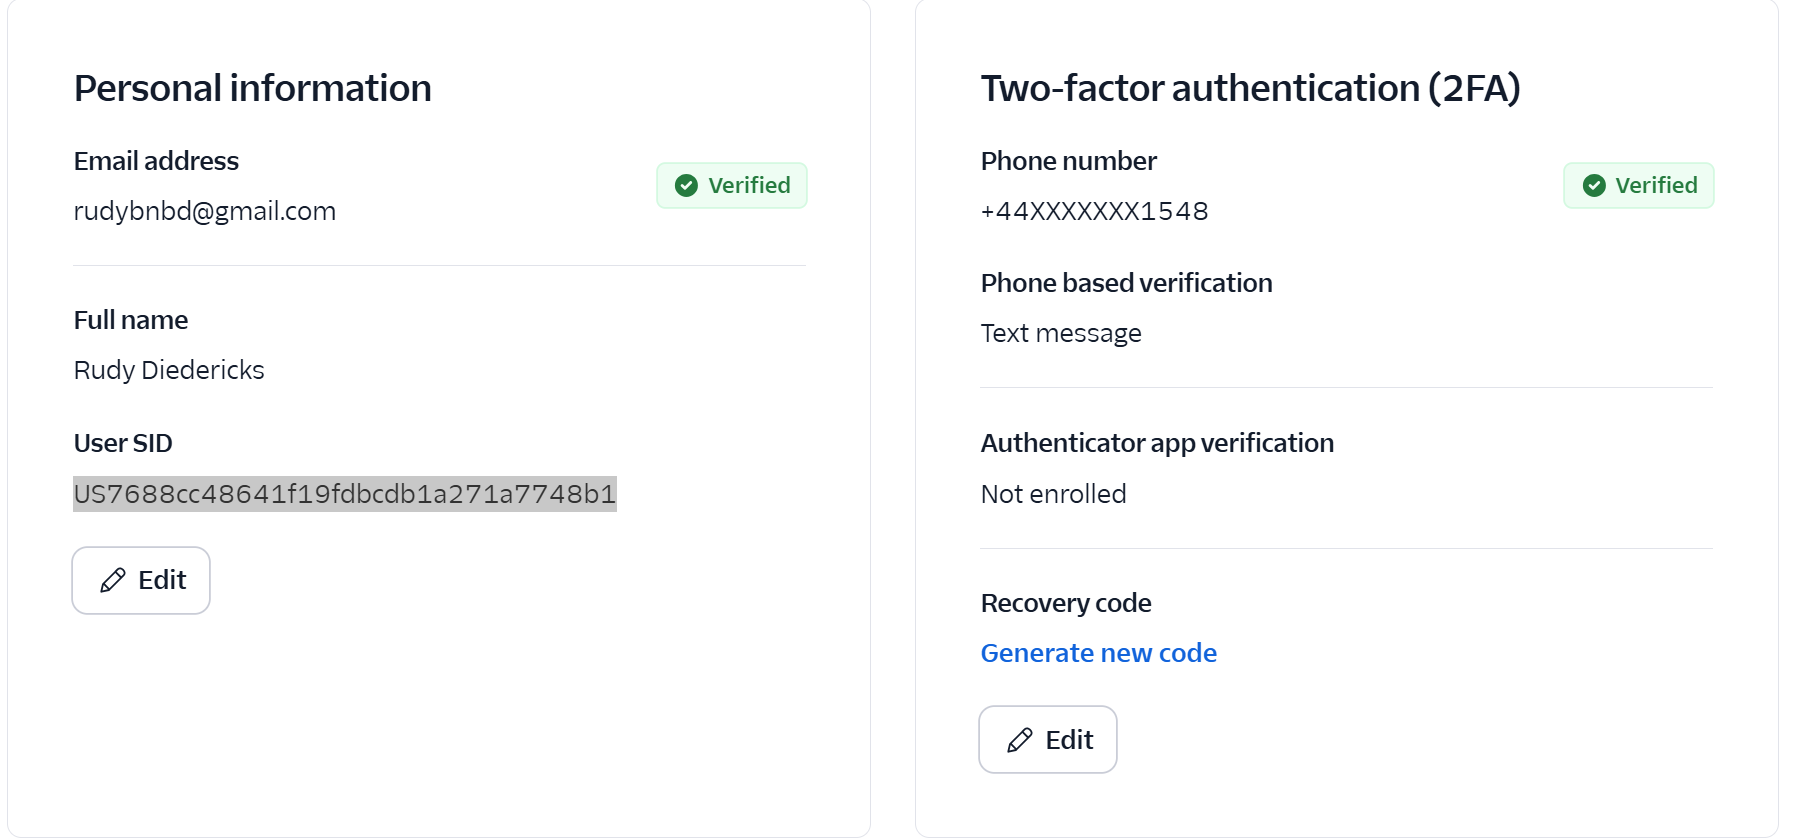 Personal information
Email address
Verified
rudybnbd@gmail.com
Full name
Rudy Diedericks
User SID
US7688cc48641f19fdbcdb1a271a7748b1
Edit
Two-factor authentication (2FA)
Phone number
Verified
+44XXXXXXX1548
Phone based verification
Text message
Authenticator app verification
Not enrolled
Recovery code
Generate new code
Edit